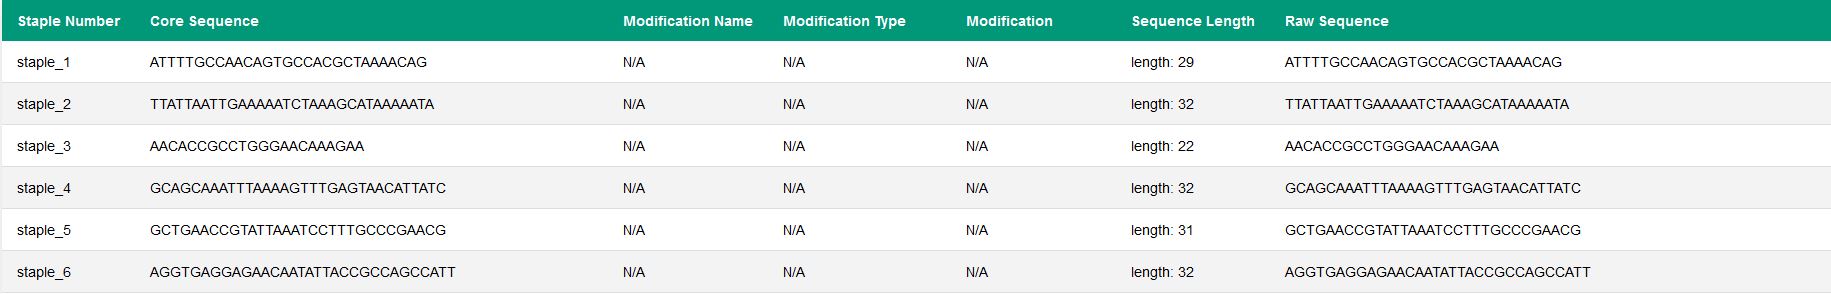 Staple Number Core Sequence Modification Name Modification Type Modification Sequence Length Raw Sequence
staple_1 ATTTTGCCAACAGTGCCACGCTAAAACAG N/A N/A N/A length: 29 ATTTTGCCAACAGTGCCACGCTAAAACAG
staple_2 TTATTAATTGAAAAATCTAAAGCATAAAAATA N/A N/A N/A length: 32 TTATTAATTGAAAAATCTAAAGCATAAAAATA
staple_3 AACACCGCCTGGGAACAAAGAA N/A N/A N/A length: 22 AACACCGCCTGGGAACAAAGAA
staple_4 GCAGCAAATTTAAAAGTTTGAGTAACATTATC N/A N/A N/A length: 32 GCAGCAAATTTAAAAGTTTGAGTAACATTATC
staple_5 GCTGAACCGTATTAAATCCTTTGCCCGAACG N/A N/A N/A length: 31 GCTGAACCGTATTAAATCCTTTGCCCGAACG
staple_6 AGGTGAGGAGAACAATATTACCGCCAGCCATT N/A N/A N/A length: 32 AGGTGAGGAGAACAATATTACCGCCAGCCATT